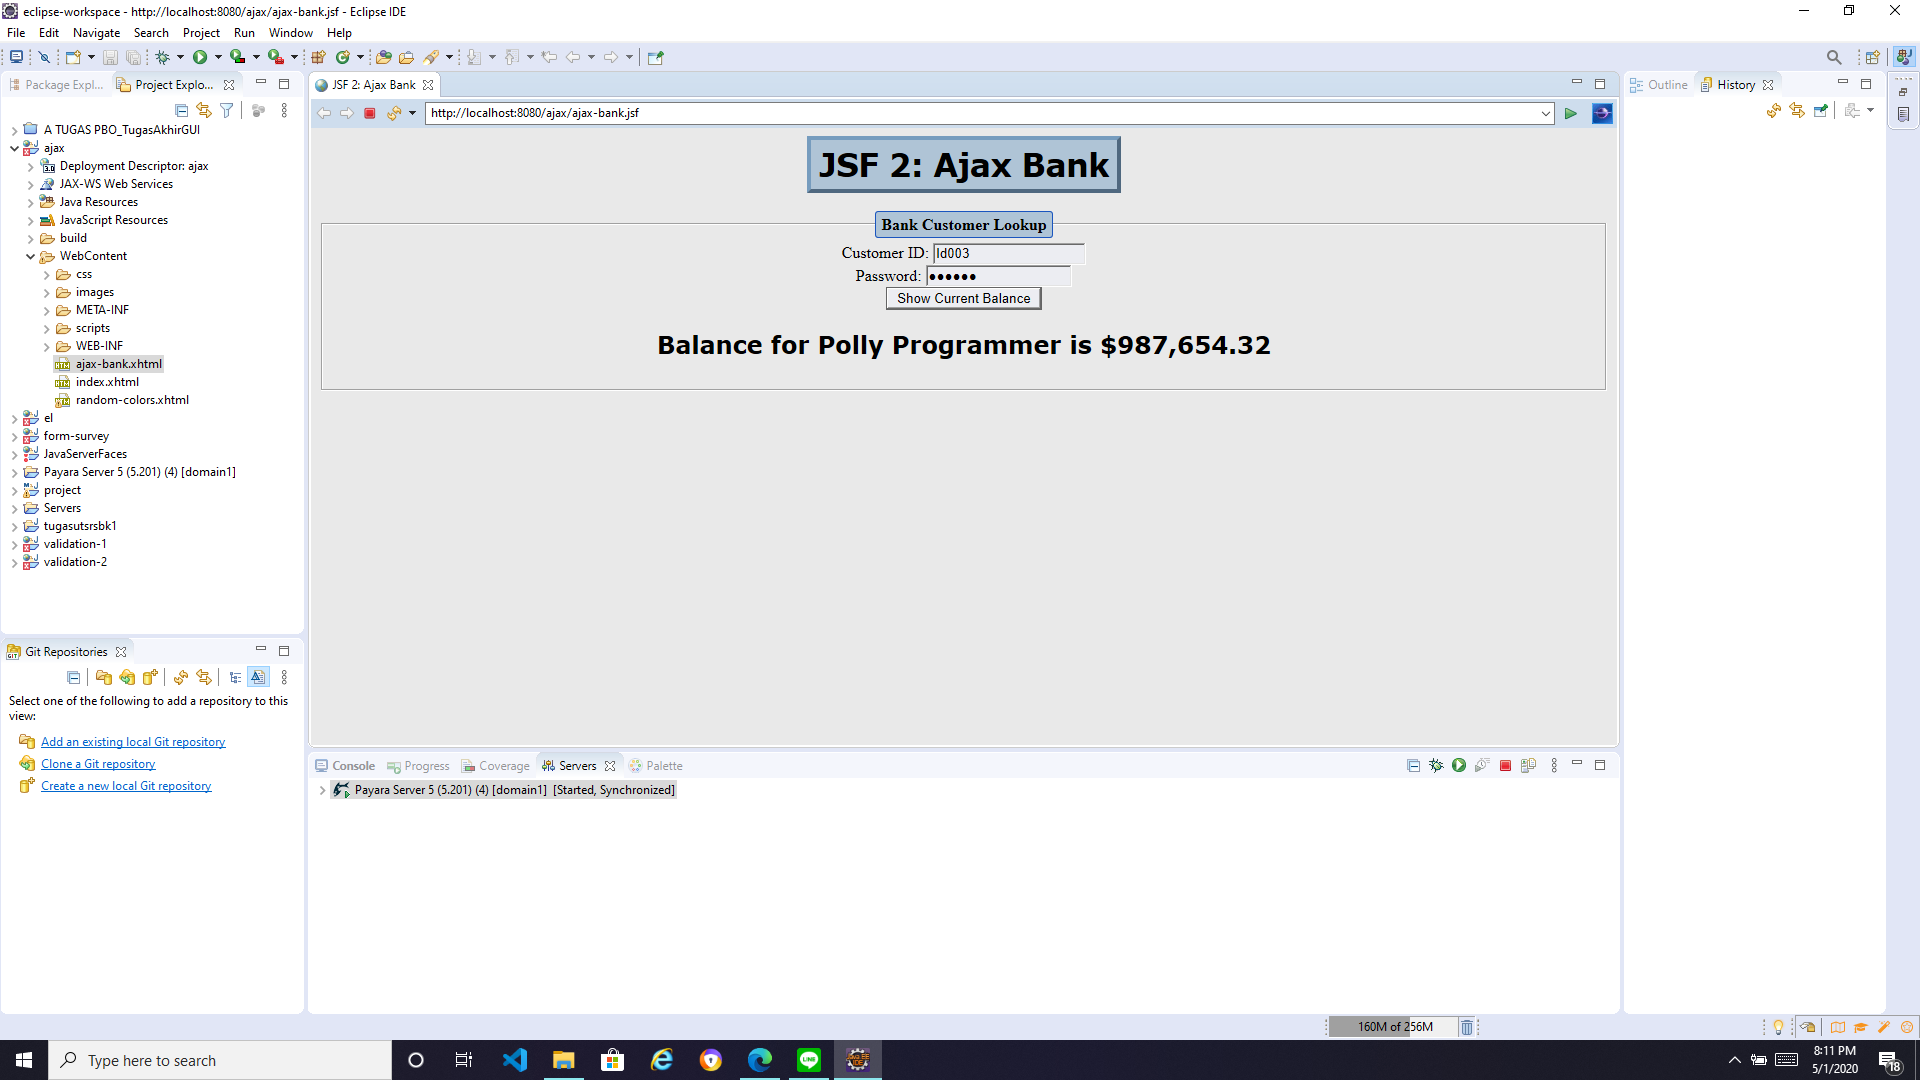 eclipse-workspace - http://localhost:8080/ajax/ajax-bank.jsf - Eclipse IDE
File Edit Navigate Search Project Run Window Help
Package Expl...
Project Explo...
A TUGAS PBO_TugasAkhirGUI
ajax
Deployment Descriptor: ajax
JAX-WS Web Services
Java Resources
JavaScript Resources
build
WebContent
css
images
META-INF
scripts
WEB-INF
ajax-bank.xhtml
index.xhtml
random-colors.xhtml
el
form-survey
JavaServerFaces
Payara Server 5 (5.201) (4) [domain1]
project
Servers
tugasutsrsbk1
validation-1
validation-2
Git Repositories
Select one of the following to add a repository to this
view:
Add an existing local Git repository
Clone a Git repository
Create a new local Git repository
JSF 2: Ajax Bank
http://localhost:8080/ajax/ajax-bank.jsf
JSF 2: Ajax Bank
Bank Customer Lookup
Customer ID: Id003
Password: ••••••
Show Current Balance
Balance for Polly Programmer is $987,654.32
Console Progress Coverage Servers Palette
Payara Server 5 (5.201) (4) [domain1] [Started, Synchronized]
Outline History
160M of 256M
Type here to search
8:11 PM
5/1/2020
18